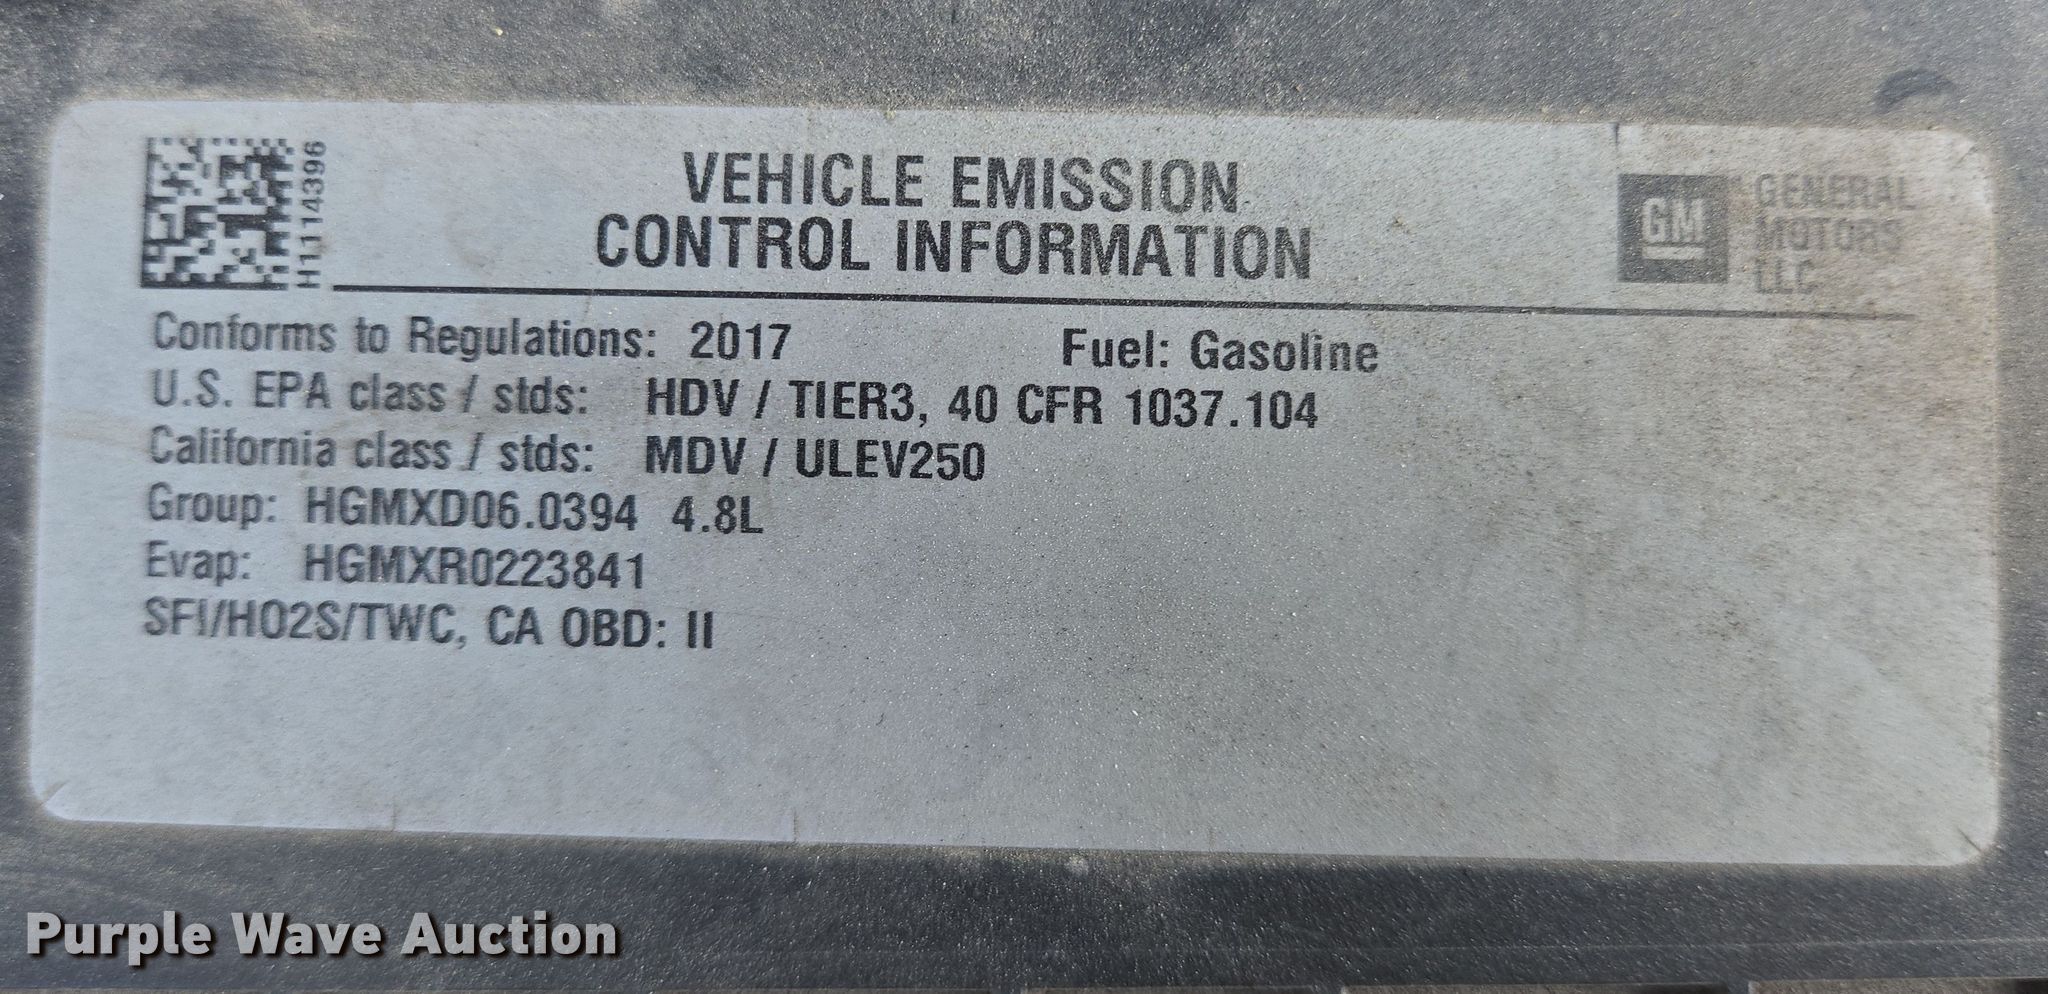 H1114396
VEHICLE EMISSION
CONTROL INFORMATION
GM
GENERAL
MOTORS
LLC
Conforms to Regulations: 2017 Fuel: Gasoline
U.S. EPA class / stds: HDV / TIER3, 40 CFR 1037.104
California class / stds: MDV / ULEV250
Group: HGMXD06.0394 4.8L
Evap: HGMXR0223841
SFI/HO2S/TWC, CA OBD: II
Purple Wave Auction